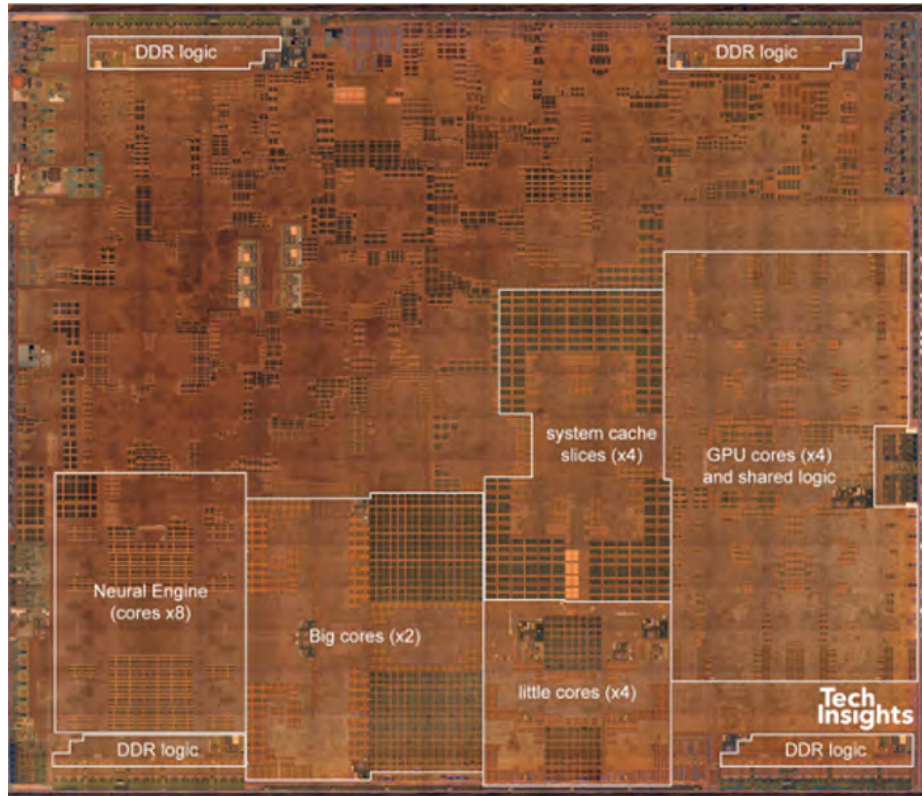 DDR logic
DDR logic
system cache
slices (x4)
GPU cores (x4)
and shared logic
Neural Engine
(cores x8)
Big cores (x2)
little cores (x4)
Tech
Insights
DDR logic
DDR logic